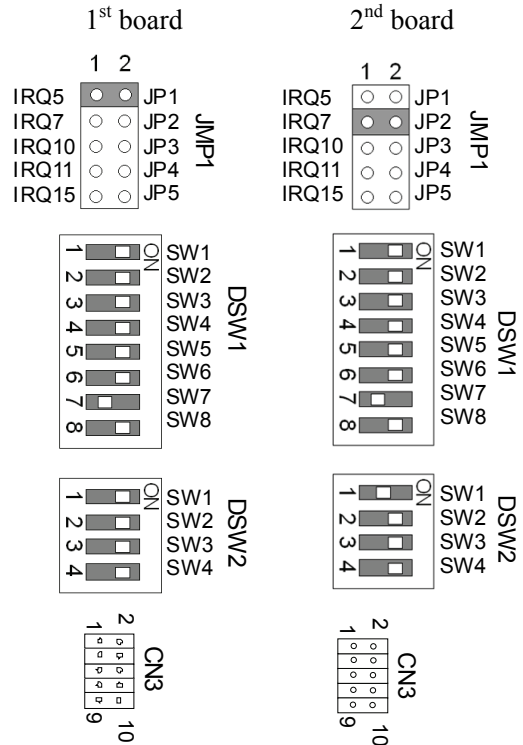 1st board
1 2
IRQ5 JP1
IRQ7 JP2
IRQ10 JP3
IRQ11 JP4
IRQ15 JP5
JMP1
1 ON SW1
2 SW2
3 SW3
4 SW4
5 SW5
6 SW6
7 SW7
8 SW8
DSW1
1 ON SW1
2 SW2
3 SW3
4 SW4
DSW2
1 2
CN3
9 10
2nd board
1 2
IRQ5 JP1
IRQ7 JP2
IRQ10 JP3
IRQ11 JP4
IRQ15 JP5
JMP1
1 ON SW1
2 SW2
3 SW3
4 SW4
5 SW5
6 SW6
7 SW7
8 SW8
DSW1
1 ON SW1
2 SW2
3 SW3
4 SW4
DSW2
1 2
CN3
9 10